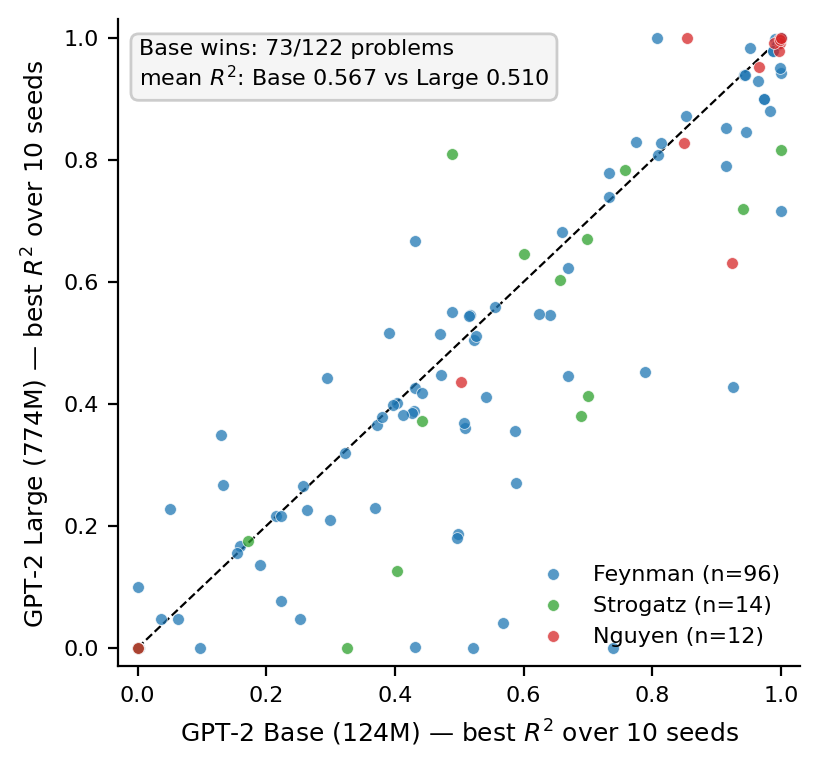 Base wins: 73/122 problems
mean R²: Base 0.567 vs Large 0.510
1.0
0.8
0.6
0.4
0.2
0.0
GPT-2 Large (774M) — best R² over 10 seeds
Feynman (n=96)
Strogatz (n=14)
Nguyen (n=12)
0.0 0.2 0.4 0.6 0.8 1.0
GPT-2 Base (124M) — best R² over 10 seeds